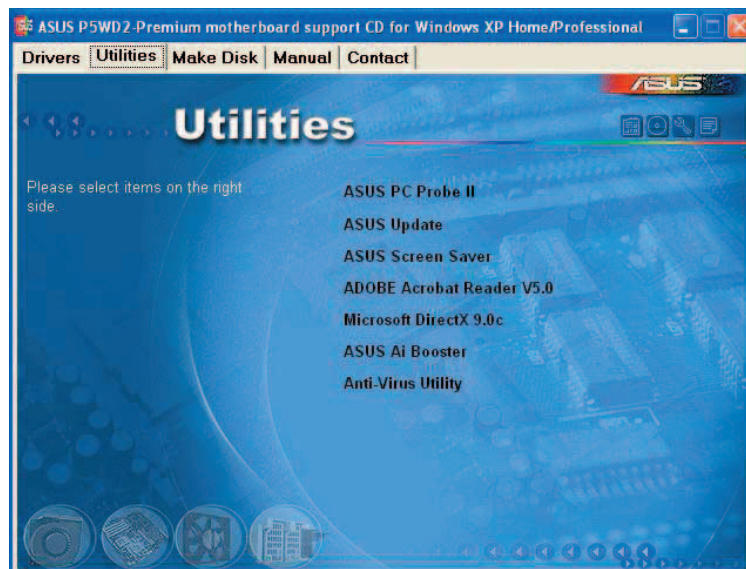 ASUS P5WD2-Premium motherboard support CD for Windows XP Home/Professional
Drivers Utilities Make Disk Manual Contact
ASUS
Utilities
Please select items on the right
side.
ASUS PC Probe II
ASUS Update
ASUS Screen Saver
ADOBE Acrobat Reader V5.0
Microsoft DirectX 9.0c
ASUS Ai Booster
Anti-Virus Utility